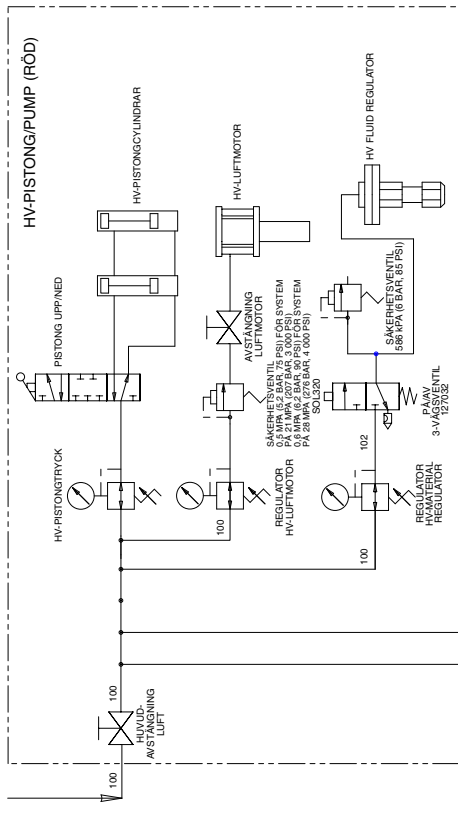 HV-PISTONG/PUMP (RÖD)
PISTONG UPP/NED
HV-PISTONGCYLINDRAR
HV-LUFTMOTOR
HV FLUID REGULATOR
HV-PISTONGTRYCK
AVSTÄNGNING
LUFTMOTOR
SÄKERHETSVENTIL
0,5 MPA (5,2 BAR, 75 PSI) FÖR SYSTEM
PÅ 21 MPA (207 BAR, 3 000 PSI)
0,6 MPA (6,2 BAR, 90 PSI) FÖR SYSTEM
PÅ 28 MPA (276 BAR, 4 000 PSI)
SOL320
SÄKERHETSVENTIL
586 kPA (6 BAR, 85 PSI)
100
REGULATOR
HV-LUFTMOTOR
102
PÅ/AV
3-VÄGSVENTIL
127032
100
REGULATOR
HV-MATERIAL
REGULATOR
100
HUVUD-
AVSTÄNGNING
LUFT
100